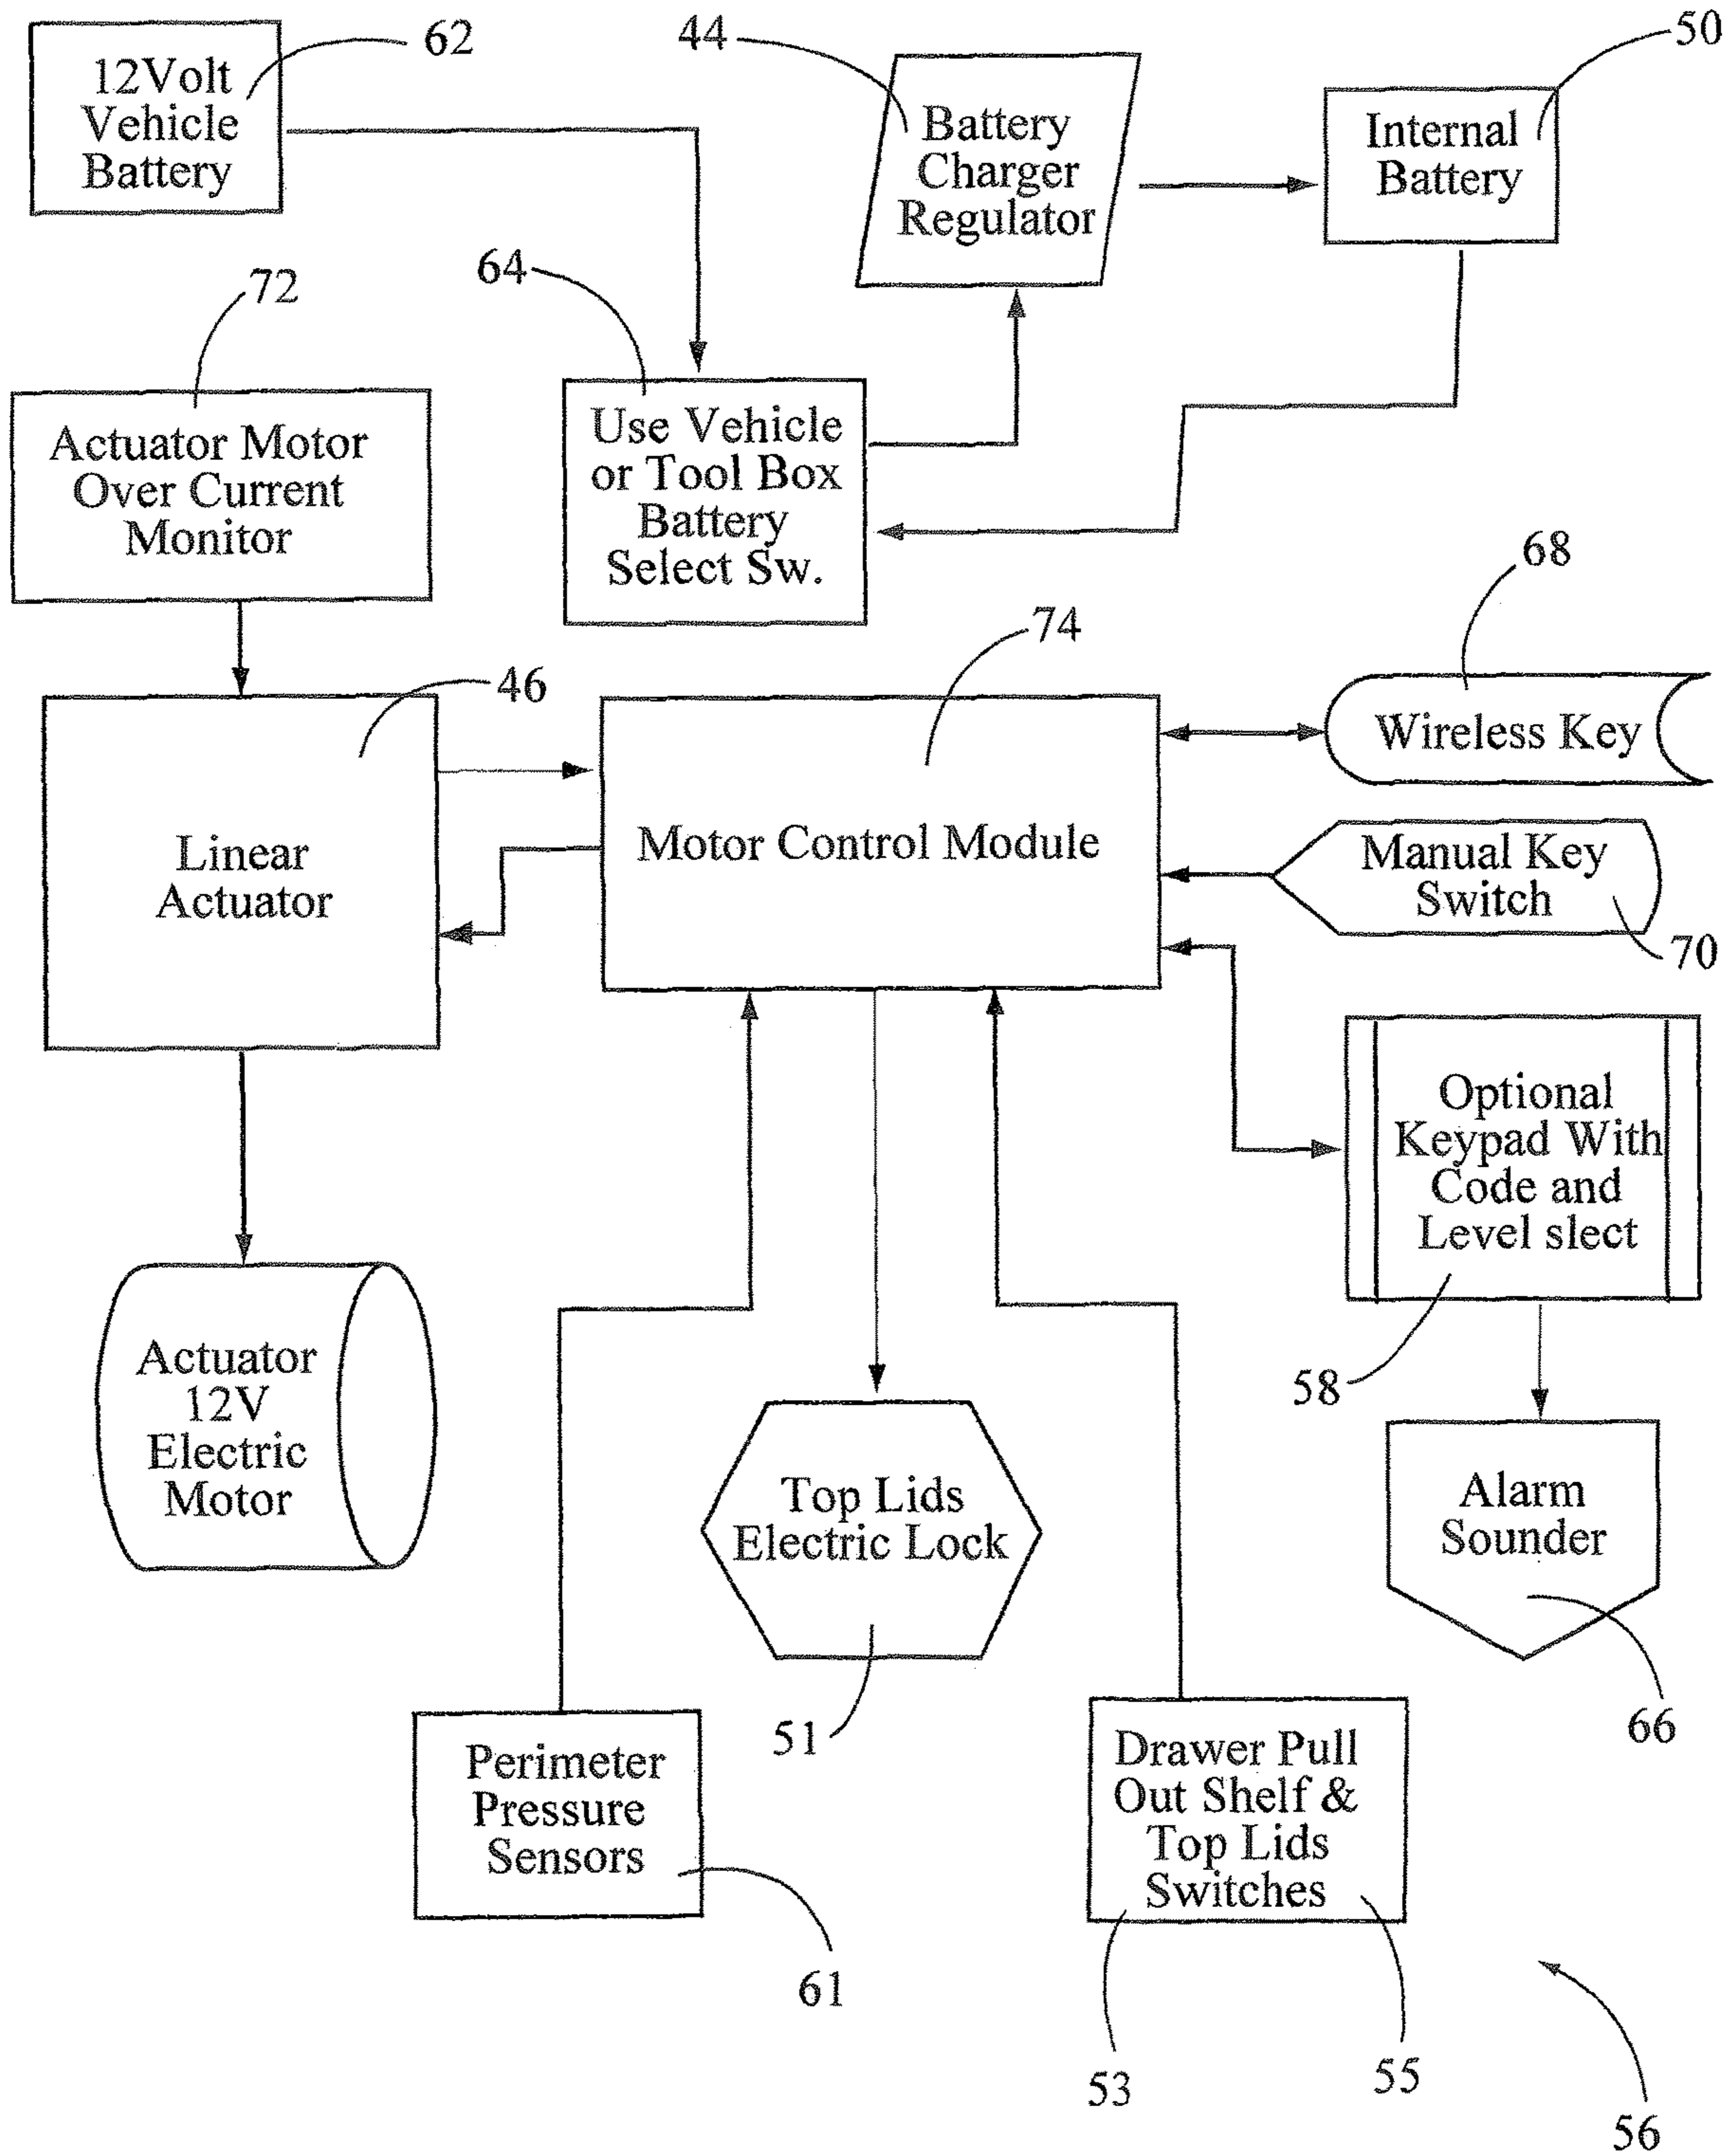 62
12Volt
Vehicle
Battery
44
Battery
Charger
Regulator
50
Internal
Battery
72
64
Actuator Motor
Over Current
Monitor
Use Vehicle
or Tool Box
Battery
Select Sw.
68
Wireless Key
46
74
Linear
Actuator
Motor Control Module
Manual Key
Switch
70
Optional
Keypad With
Code and
Level slect
58
Actuator
12V
Electric
Motor
Top Lids
Electric Lock
51
Alarm
Sounder
66
Perimeter
Pressure
Sensors
61
Drawer Pull
Out Shelf &
Top Lids
Switches
53
55
56